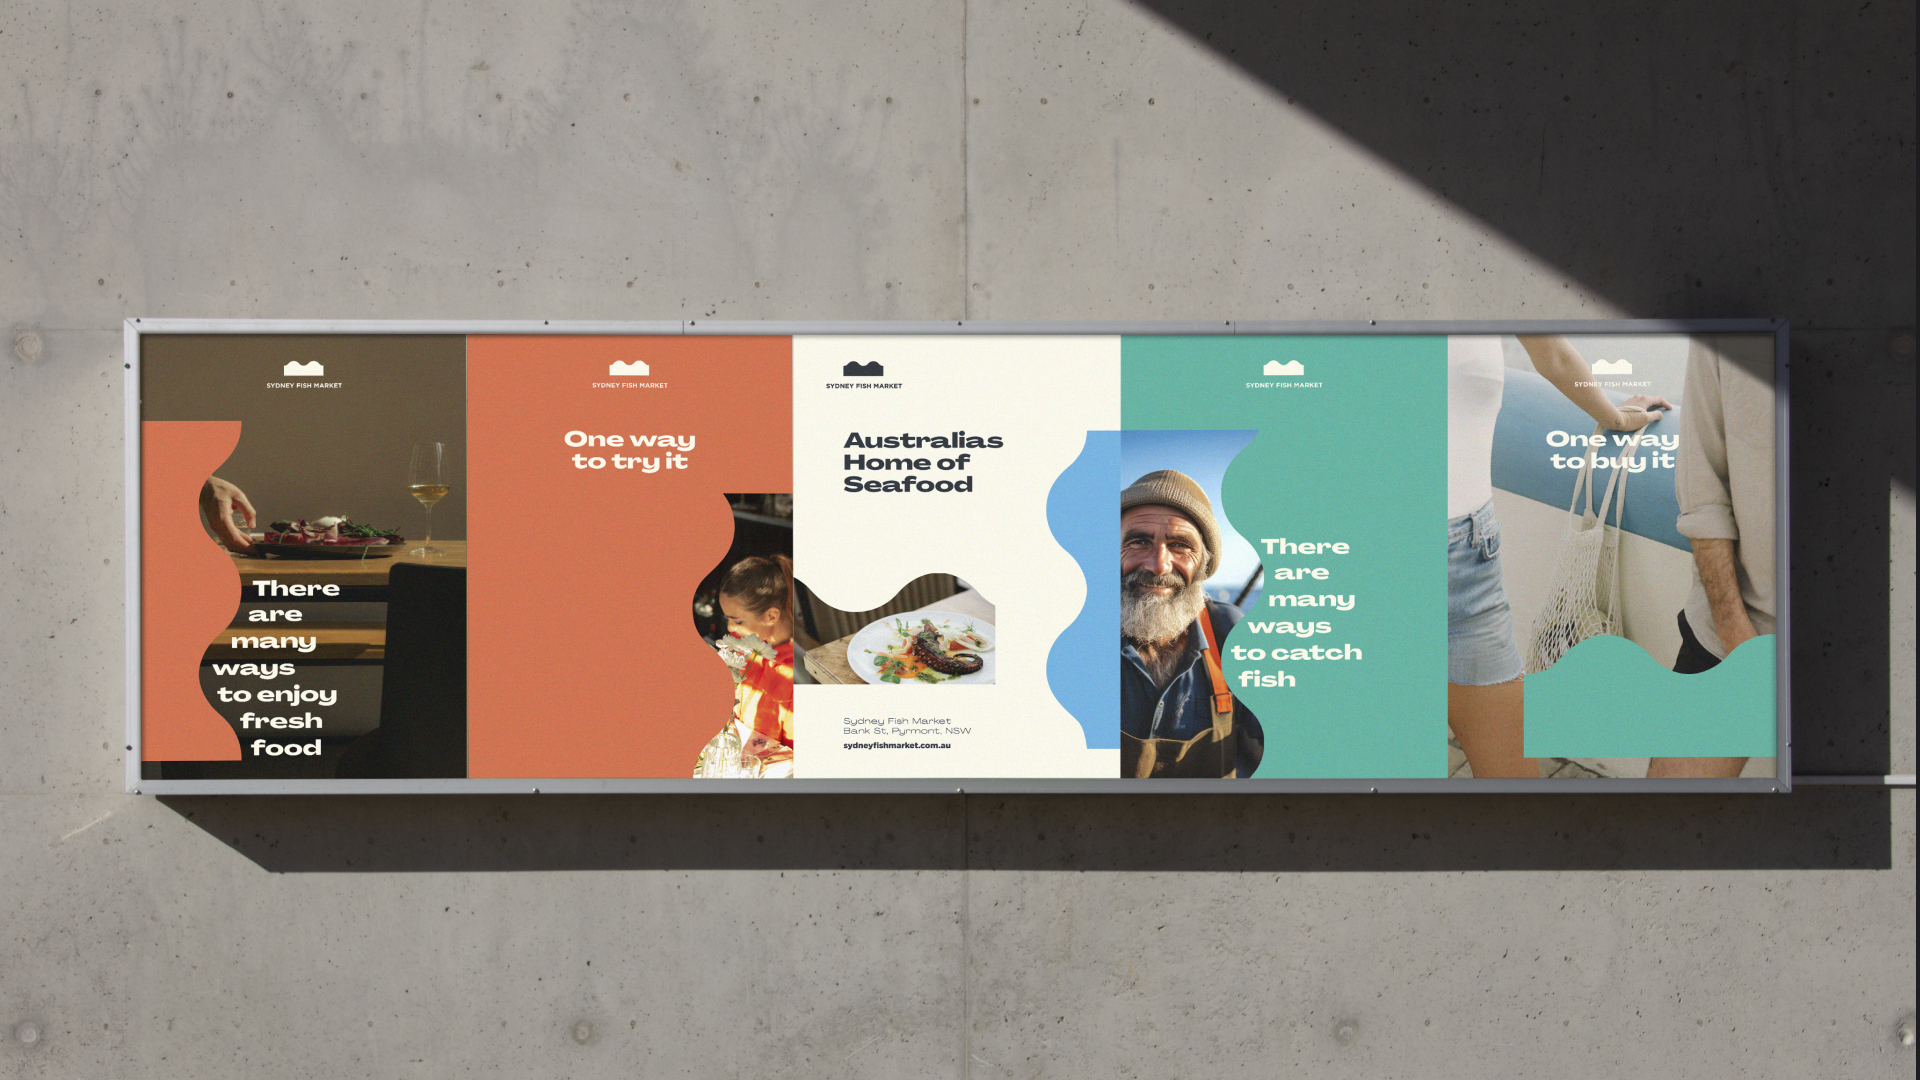 SYDNEY FISH MARKET
There
are
many
ways
to enjoy
fresh
food
SYDNEY FISH MARKET
One way
to try it
SYDNEY FISH MARKET
Australias
Home of
Seafood
Sydney Fish Market
Bank St, Pyrmont, NSW
sydneyfishmarket.com.au
SYDNEY FISH MARKET
There
are
many
ways
to catch
fish
SYDNEY FISH MARKET
One way
to buy it